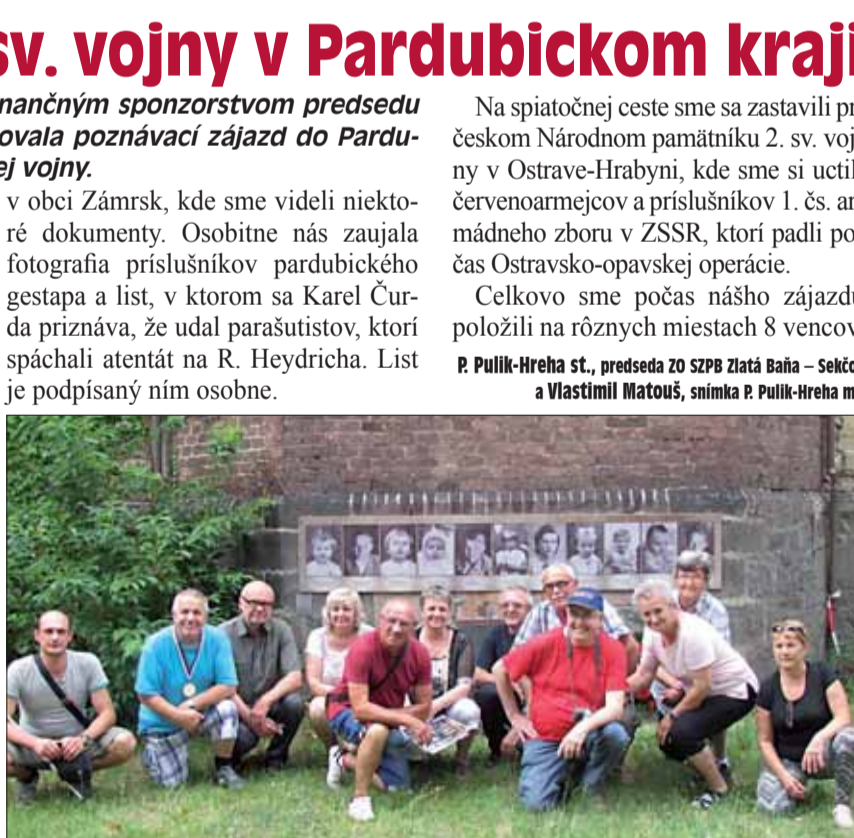 sv. vojny v Pardubickom kraji
nančným sponzorstvom predsedu
ovala poznávací zájazd do Pardu-
ej vojny.
v obci Zámrsk, kde sme videli niekto-
ré dokumenty. Osobitne nás zaujala
fotografia príslušníkov pardubického
gestapa a list, v ktorom sa Karel Čur-
da priznáva, že udal parašutistov, ktorí
spáchali atentát na R. Heydricha. List
je podpísaný ním osobne.
Na spiatočnej ceste sme sa zastavili pr
českom Národnom pamätníku 2. sv. voj
ny v Ostrave-Hrabyni, kde sme si uctil
červenoarmejcov a príslušníkov 1. čs. ar
mádneho zboru v ZSSR, ktorí padli po
čas Ostravsko-opavskej operácie.
Celkovo sme počas nášho zájazdu
položili na rôznych miestach 8 vencov
P. Pulik-Hreha st., predseda ZO SZPB Zlatá Baňa – Sekčo
a Vlastimil Matouš, snímka P. Pulik-Hreha m